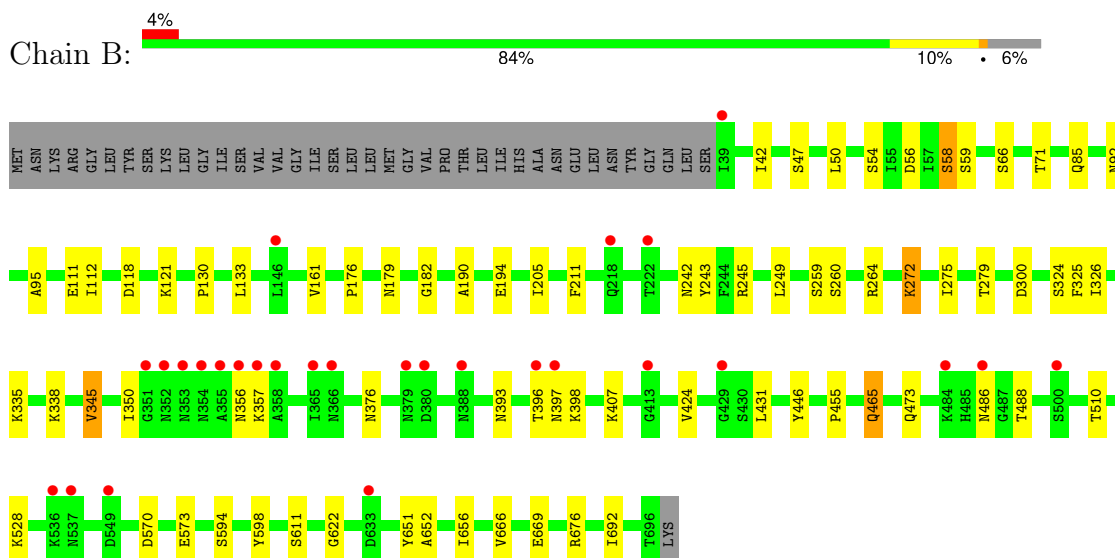 4%
Chain B:
84% 10% • 6%
MET ASN LYS ARG GLY LEU LEU TYR SER LYS LEU GLY ILE SER VAL VAL GLY ILE SER LEU LEU MET GLY VAL PRO THR LEU ILE HIS ALA ASN GLU LEU ASN TYR GLY GLN LEU SER I39 I42 S47 L50 S54 I55 D56 I57 S58 S59 S66 T71 Q85 N92
A95 E111 I112 D118 K121 P130 L133 L146 V161 P176 N179 G182 A190 E194 I205 F211 Q218 T222 N242 Y243 F244 R245 L249 S259 S260 R264 K272 I275 T279 D300 S324 F325 I326
K335 K338 V345 I350 G351 N352 N353 N354 A355 N356 K357 A358 I365 N366 N376 N379 D380 N388 N393 T396 N397 K398 K407 G413 V424 G429 S430 L431 Y446 P455 Q465 Q473 K484 H485 N486 G487 T488 S500 T510
K528 K536 N537 D549 D570 E573 S594 Y598 S611 G622 D633 Y651 A652 I656 V666 E669 R676 I692 T696 LYS